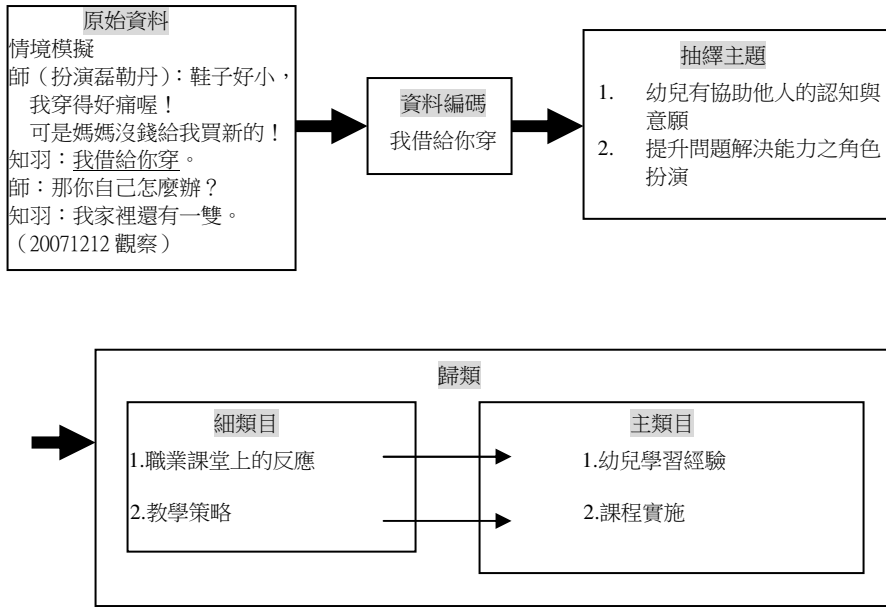 原始資料
情境模擬
師（扮演磊勒丹）：鞋子好小，
我穿得好痛喔！
可是媽媽沒錢給我買新的！
知羽：我借給你穿。
師：那你自己怎麼辦？
知羽：我家裡還有一雙。
（20071212 觀察）
資料編碼
我借給你穿
抽繹主題
1. 幼兒有協助他人的認知與
意願
2. 提升問題解決能力之角色
扮演
歸類
細類目
1.職業課堂上的反應
2.教學策略
主類目
1.幼兒學習經驗
2.課程實施